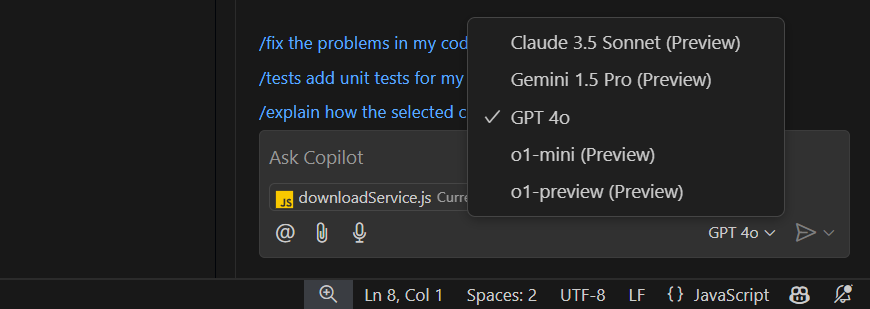 /fix the problems in my cod
/tests add unit tests for my
/explain how the selected c
Claude 3.5 Sonnet (Preview)
Gemini 1.5 Pro (Preview)
GPT 4o
o1-mini (Preview)
o1-preview (Preview)
Ask Copilot
JS downloadService.js Curre
@
GPT 4o
Ln 8, Col 1 Spaces: 2 UTF-8 LF {} JavaScript